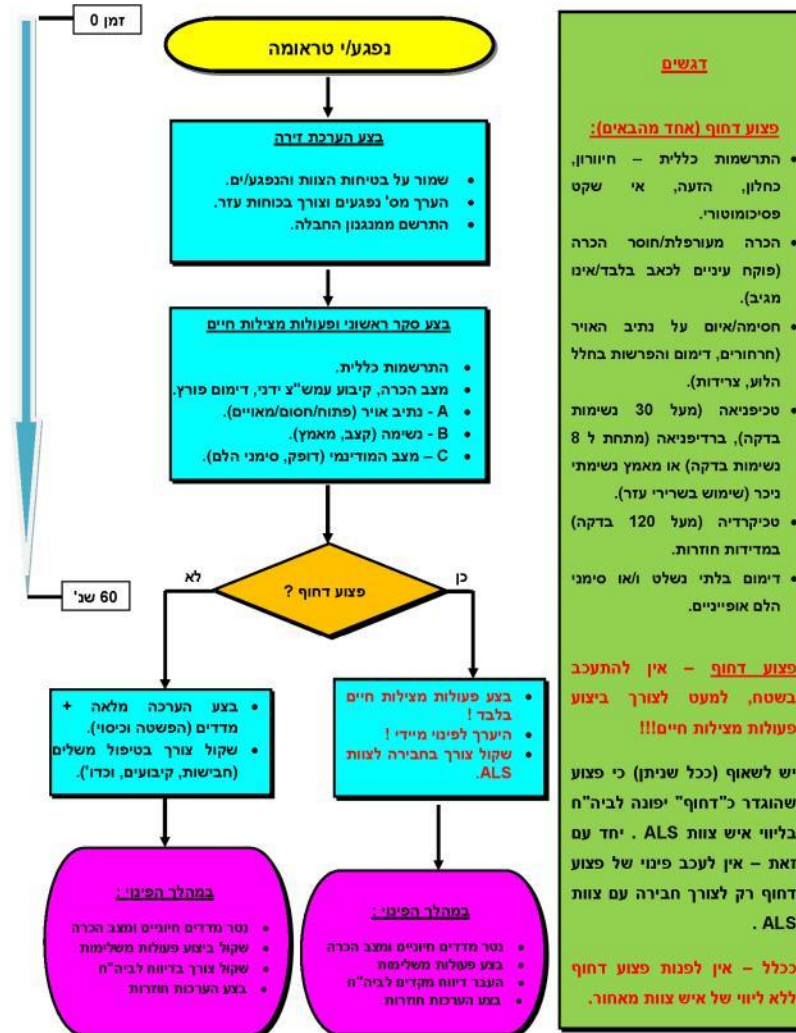 זמן 0
נפגע/י טראומה
בצע הערכת זירה
• שמור על בטיחות הצוות והנפגע/ים.
• הערך מס' נפגעים וצורך בכוחות עזר.
• התרשם ממנגנון החבלה.
בצע סקר ראשוני ופעולות מצילות חיים
• התרשמות כללית.
• מצב הכרה, קיבוע עמש"צ ידני, דימום פורץ.
• A - נתיב אויר (פתוח/חסום/מאויים).
• B - נשימה (קצב, מאמץ).
• C – מצב המודינמי (דופק, סימני הלם).
60 שנ'
פצוע דחוף ?
כן
לא
• בצע פעולות מצילות חיים
בלבד !
• היערך לפינוי מיידי !
• שקול צורך בחבירה לצוות
ALS.
• בצע הערכה מלאה +
מדדים (הפשטה וכיסוי).
• שקול צורך בטיפול משלים
(חבישות, קיבועים, וכדו').
במהלך הפינוי :
• נטר מדדים חיוניים ומצב הכרה
• בצע פעולות משלימות
• העבר דיווח מקדים לביה"ח
• בצע הערכות חוזרות
במהלך הפינוי :
• נטר מדדים חיוניים ומצב הכרה
• שקול ביצוע פעולות משלימות
• שקול צורך בדיווח לביה"ח
• בצע הערכות חוזרות
דגשים
פצוע דחוף (אחד מהבאים):
• התרשמות כללית – חיוורון,
כחלון, הזעה, אי שקט
פסיכומוטורי.
• הכרה מעורפלת/חוסר הכרה
(פוקח עיניים לכאב בלבד/אינו
מגיב).
• חסימה/איום על נתיב האויר
(חרחורים, דימום והפרשות בחלל
הלוע, צרידות).
• טכיפניאה (מעל 30 נשימות
בדקה), ברדיפניאה (מתחת ל 8
נשימות בדקה) או מאמץ נשימתי
ניכר (שימוש בשרירי עזר).
• טכיקרדיה (מעל 120 בדקה)
במדידות חוזרות.
• דימום בלתי נשלט ו/או סימני
הלם אופייניים.
פצוע דחוף – אין להתעכב
בשטח, למעט לצורך ביצוע
פעולות מצילות חיים!!!
יש לשאוף (ככל שניתן) כי פצוע
שהוגדר כ"דחוף" יפונה לביה"ח
בליווי איש צוות ALS . יחד עם
זאת – אין לעכב פינוי של פצוע
דחוף רק לצורך חבירה עם צוות
ALS .
ככלל – אין לפנות פצוע דחוף
ללא ליווי של איש צוות מאחור.